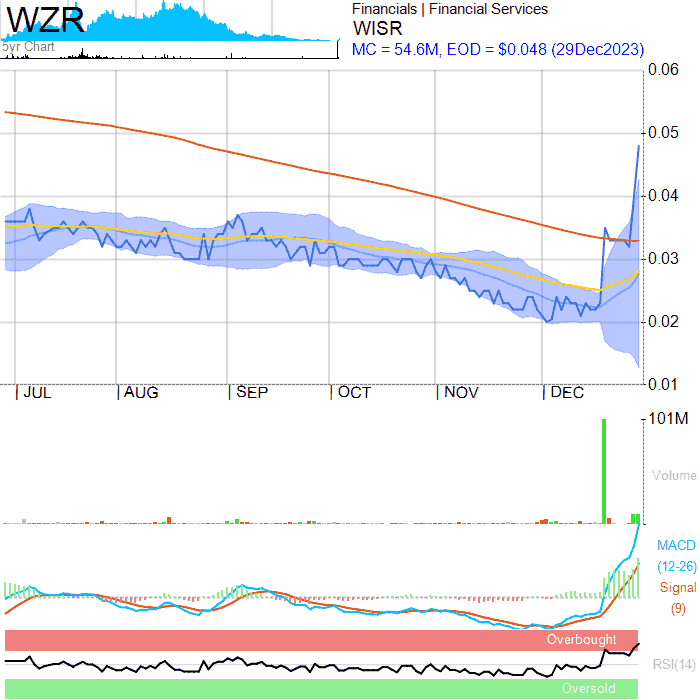 WZR
5yr Chart
Financials | Financial Services
WISR
MC = 54.6M, EOD = $0.048 (29Dec2023)
0.06
0.05
0.04
0.03
0.02
0.01
JUL AUG SEP OCT NOV DEC
101M
Volume
MACD
(12-26)
Signal
(9)
Overbought
RSI(14)
Oversold